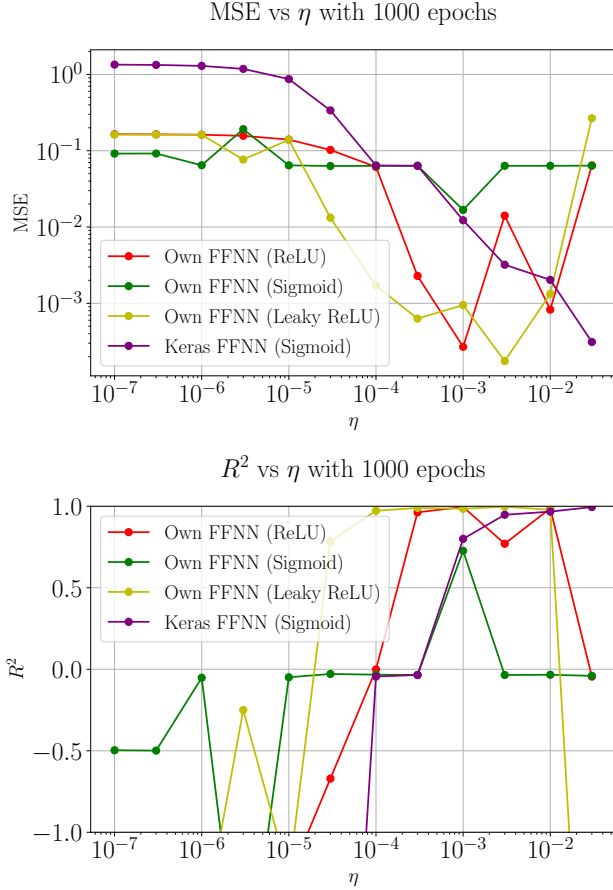 MSE vs η with 1000 epochs
10⁰
10⁻¹
10⁻²
10⁻³
MSE
Own FFNN (ReLU)
Own FFNN (Sigmoid)
Own FFNN (Leaky ReLU)
Keras FFNN (Sigmoid)
10⁻⁷ 10⁻⁶ 10⁻⁵ 10⁻⁴ 10⁻³ 10⁻²
η
R² vs η with 1000 epochs
1.0
0.5
0.0
−0.5
−1.0
R²
Own FFNN (ReLU)
Own FFNN (Sigmoid)
Own FFNN (Leaky ReLU)
Keras FFNN (Sigmoid)
10⁻⁷ 10⁻⁶ 10⁻⁵ 10⁻⁴ 10⁻³ 10⁻²
η